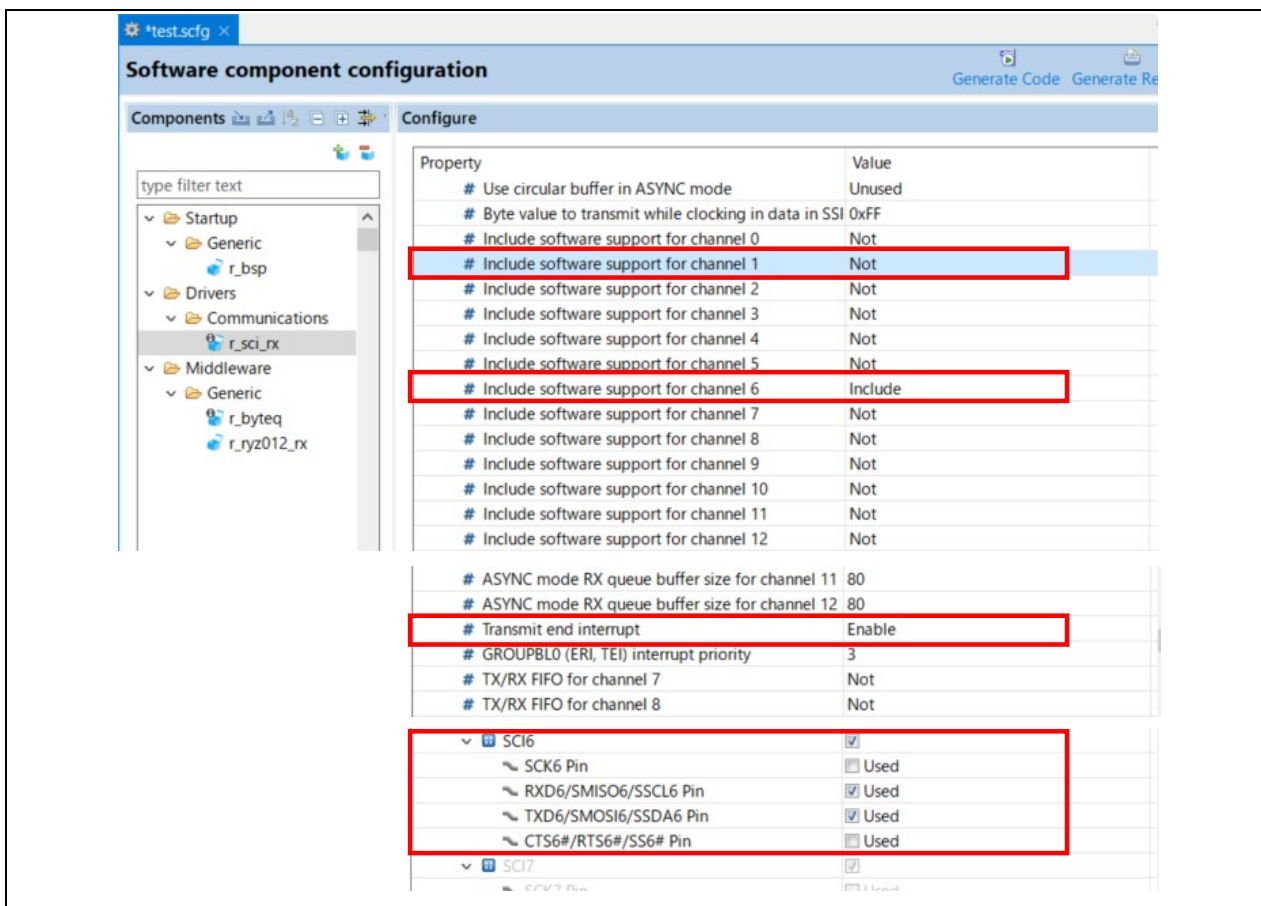 *test.scfg
Software component configuration
Generate Code Generate Re
Components
Configure
type filter text
Startup
Generic
r_bsp
Drivers
Communications
r_sci_rx
Middleware
Generic
r_byteq
r_ryz012_rx
Property Value
# Use circular buffer in ASYNC mode Unused
# Byte value to transmit while clocking in data in SSI 0xFF
# Include software support for channel 0 Not
# Include software support for channel 1 Not
# Include software support for channel 2 Not
# Include software support for channel 3 Not
# Include software support for channel 4 Not
# Include software support for channel 5 Not
# Include software support for channel 6 Include
# Include software support for channel 7 Not
# Include software support for channel 8 Not
# Include software support for channel 9 Not
# Include software support for channel 10 Not
# Include software support for channel 11 Not
# Include software support for channel 12 Not
# ASYNC mode RX queue buffer size for channel 11 80
# ASYNC mode RX queue buffer size for channel 12 80
# Transmit end interrupt Enable
# GROUPBL0 (ERI, TEI) interrupt priority 3
# TX/RX FIFO for channel 7 Not
# TX/RX FIFO for channel 8 Not
SCI6
SCK6 Pin Used
RXD6/SMISO6/SSCL6 Pin Used
TXD6/SMOSI6/SSDA6 Pin Used
CTS6#/RTS6#/SS6# Pin Used
SCI7
SCK7 Pin Used